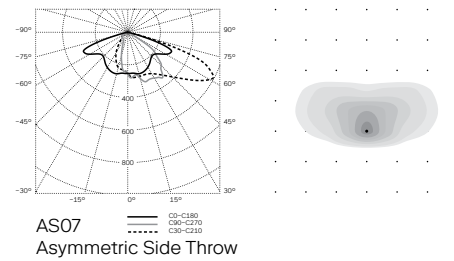 -90° 90°
-75° 75°
-60° 60°
400
-45° 45°
600
800
-30° 30°
-15° 0° 15°
AS07
C0-C180
C90-C270
C30-C210
Asymmetric Side Throw